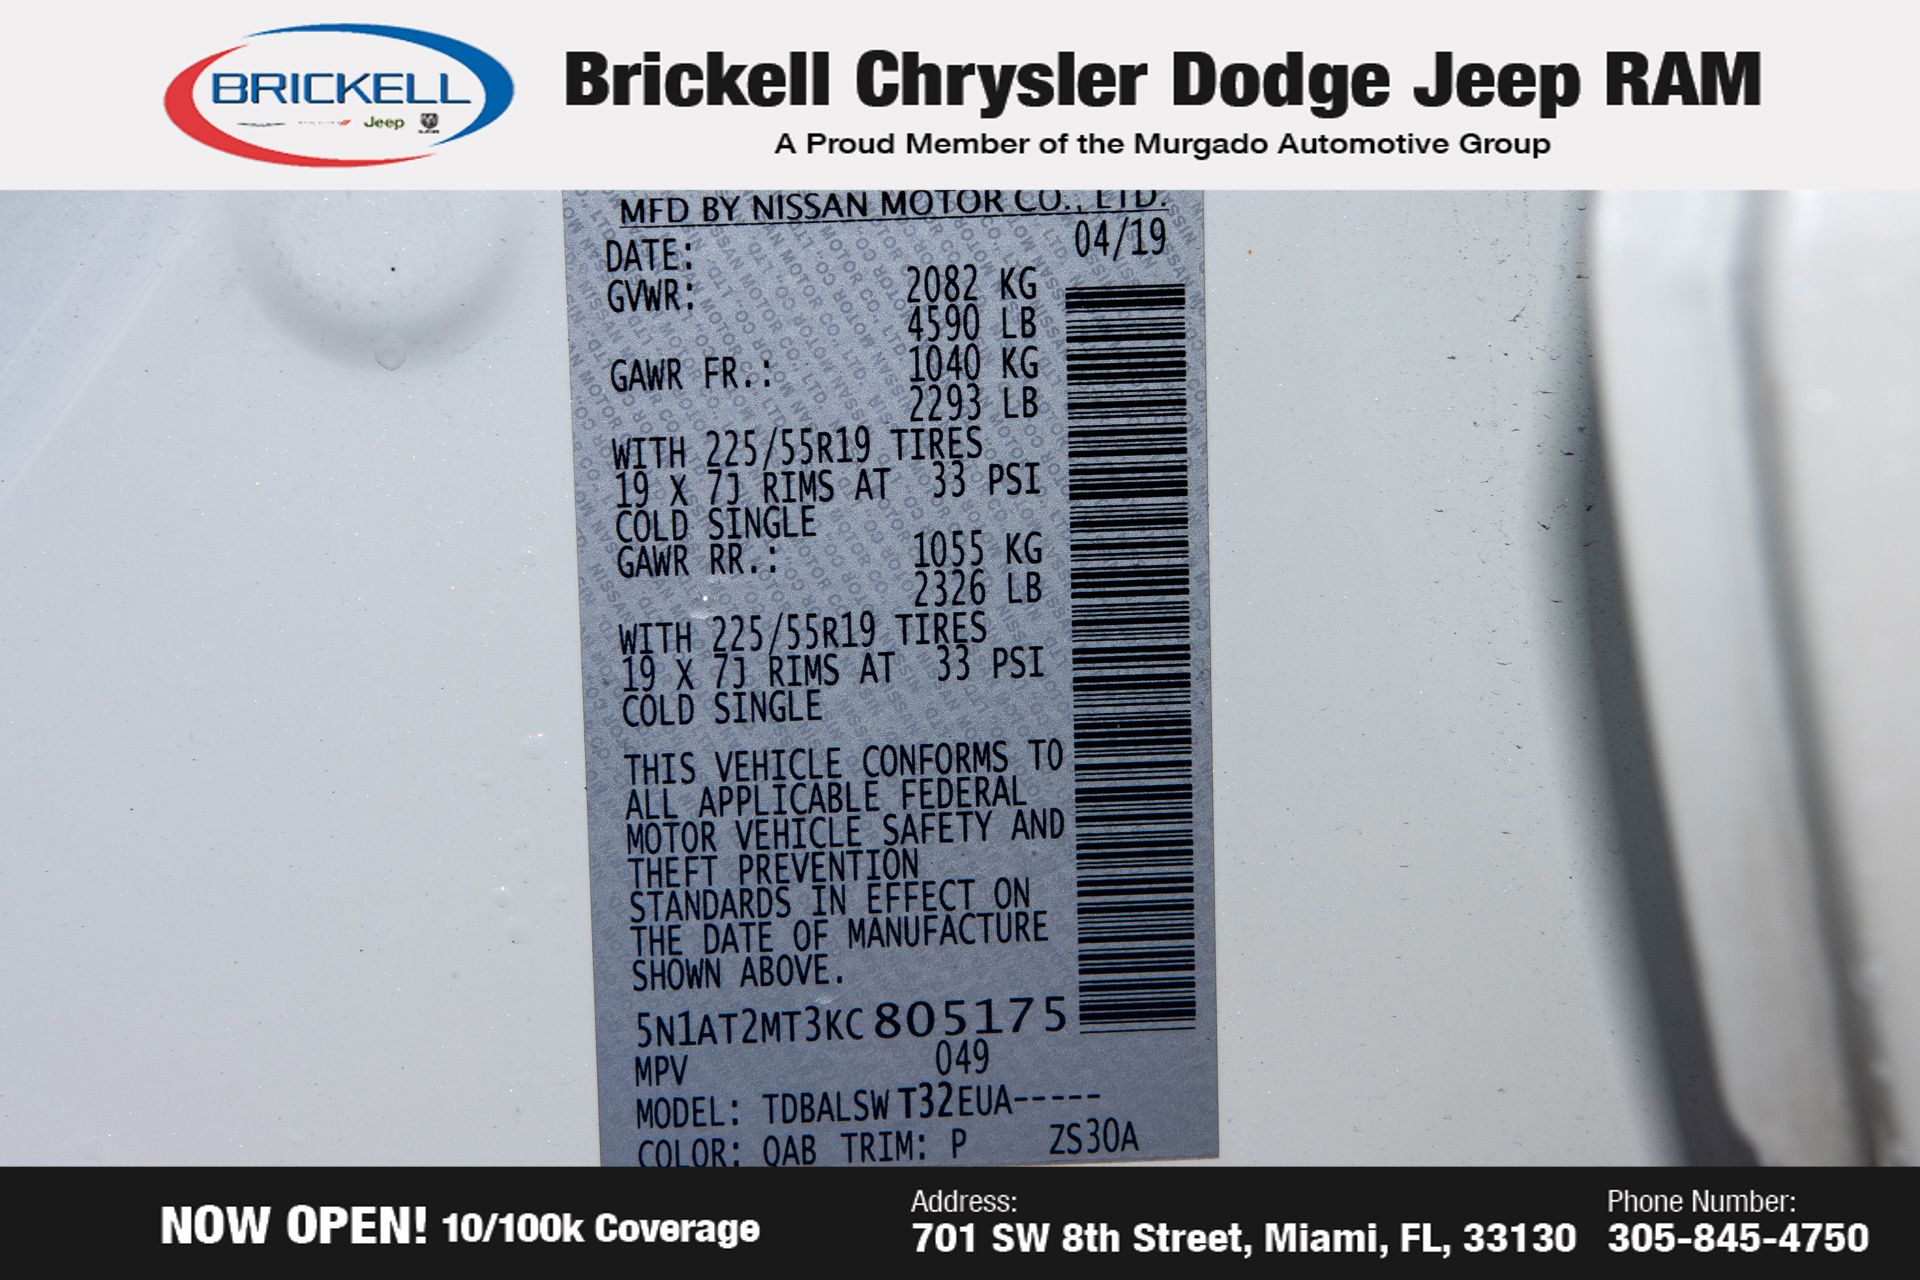 BRICKELL
Jeep
Brickell Chrysler Dodge Jeep RAM
A Proud Member of the Murgado Automotive Group
MFD BY NISSAN MOTOR CO., LTD.
DATE: 04/19
GVWR: 2082 KG
4590 LB
GAWR FR.: 1040 KG
2293 LB
WITH 225/55R19 TIRES
19 X 7J RIMS AT 33 PSI
COLD SINGLE
GAWR RR.: 1055 KG
2326 LB
WITH 225/55R19 TIRES
19 X 7J RIMS AT 33 PSI
COLD SINGLE
THIS VEHICLE CONFORMS TO
ALL APPLICABLE FEDERAL
MOTOR VEHICLE SAFETY AND
THEFT PREVENTION
STANDARDS IN EFFECT ON
THE DATE OF MANUFACTURE
SHOWN ABOVE.
5N1AT2MT3KC805175
MPV 049
MODEL: TDBALSWT32EUA-----
COLOR: QAB TRIM: P ZS30A
NOW OPEN! 10/100k Coverage
Address:
701 SW 8th Street, Miami, FL, 33130
Phone Number:
305-845-4750